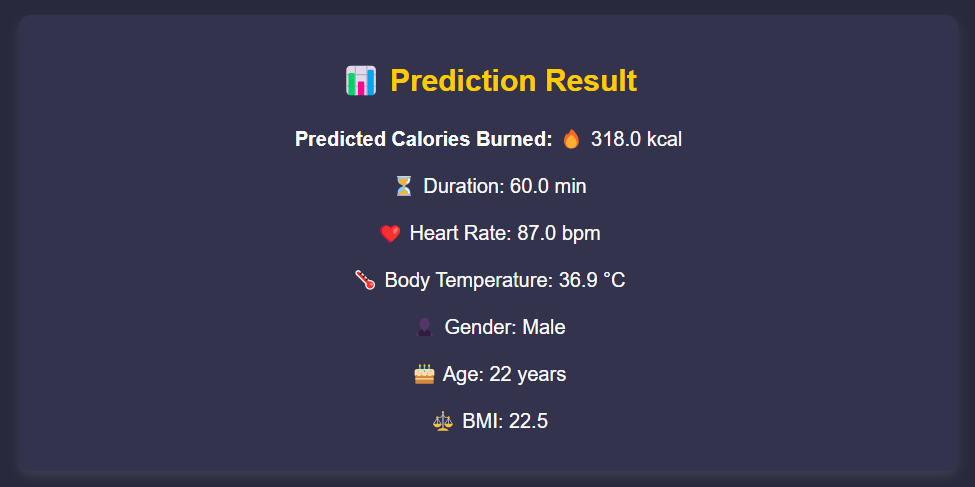 Prediction Result
Predicted Calories Burned: 🔥 318.0 kcal
⏳ Duration: 60.0 min
❤️ Heart Rate: 87.0 bpm
🌡️ Body Temperature: 36.9 °C
👤 Gender: Male
🎂 Age: 22 years
⚖️ BMI: 22.5